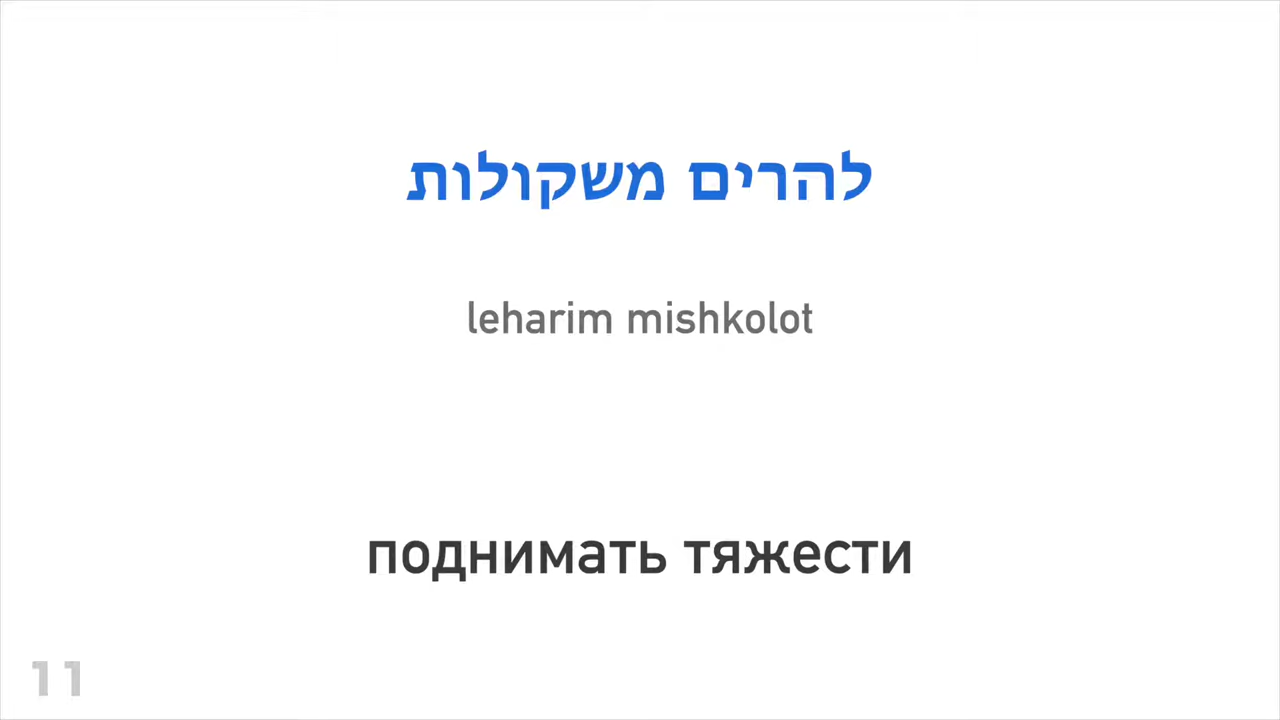 להרים משקולות
leharim mishkolot
поднимать тяжести
11